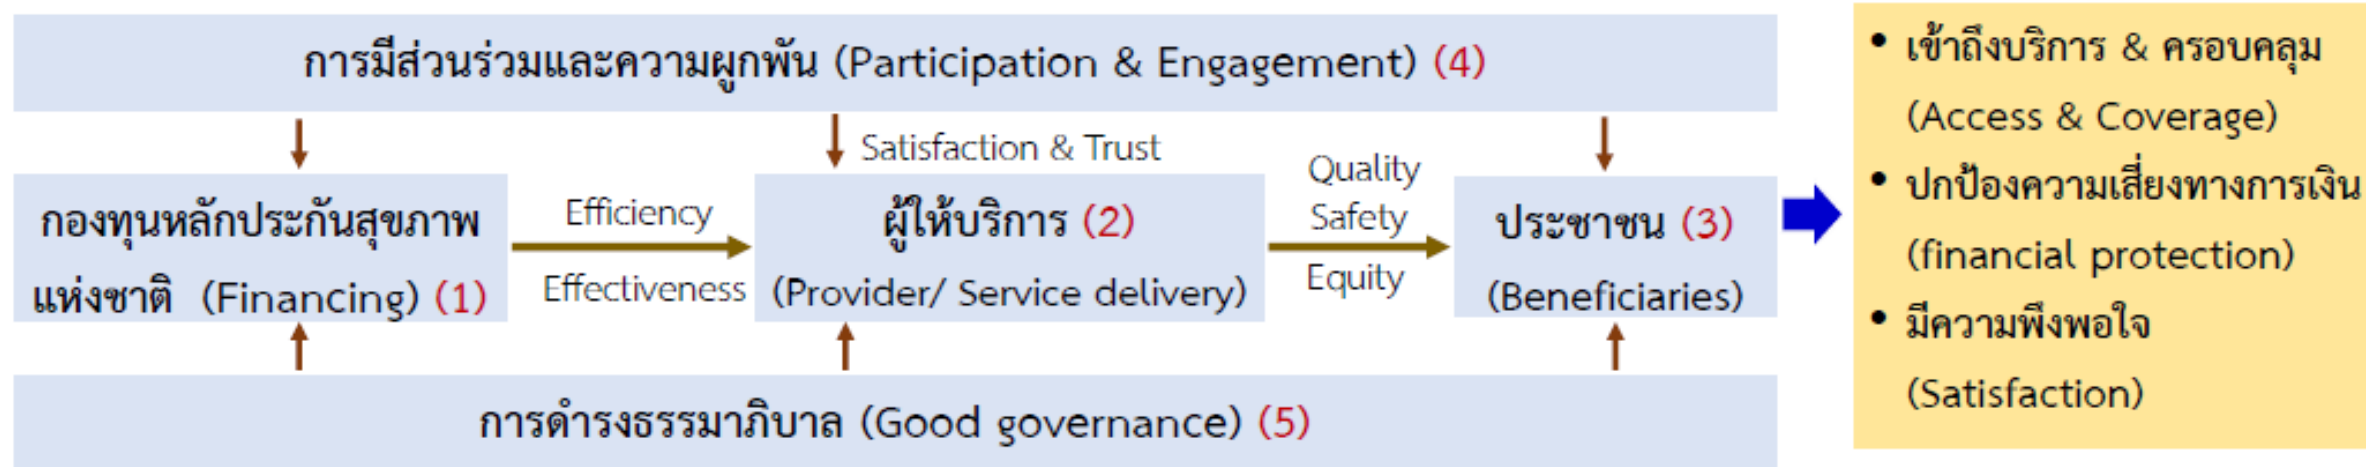 การมีส่วนร่วมและความผูกพัน (Participation & Engagement) (4)
Satisfaction & Trust
กองทุนหลักประกันสุขภาพ
แห่งชาติ (Financing) (1)
Efficiency
Effectiveness
ผู้ให้บริการ (2)
(Provider/ Service delivery)
Quality
Safety
Equity
ประชาชน (3)
(Beneficiaries)
การดำรงธรรมาภิบาล (Good governance) (5)
• เข้าถึงบริการ & ครอบคลุม
(Access & Coverage)
• ปกป้องความเสี่ยงทางการเงิน
(financial protection)
• มีความพึงพอใจ
(Satisfaction)